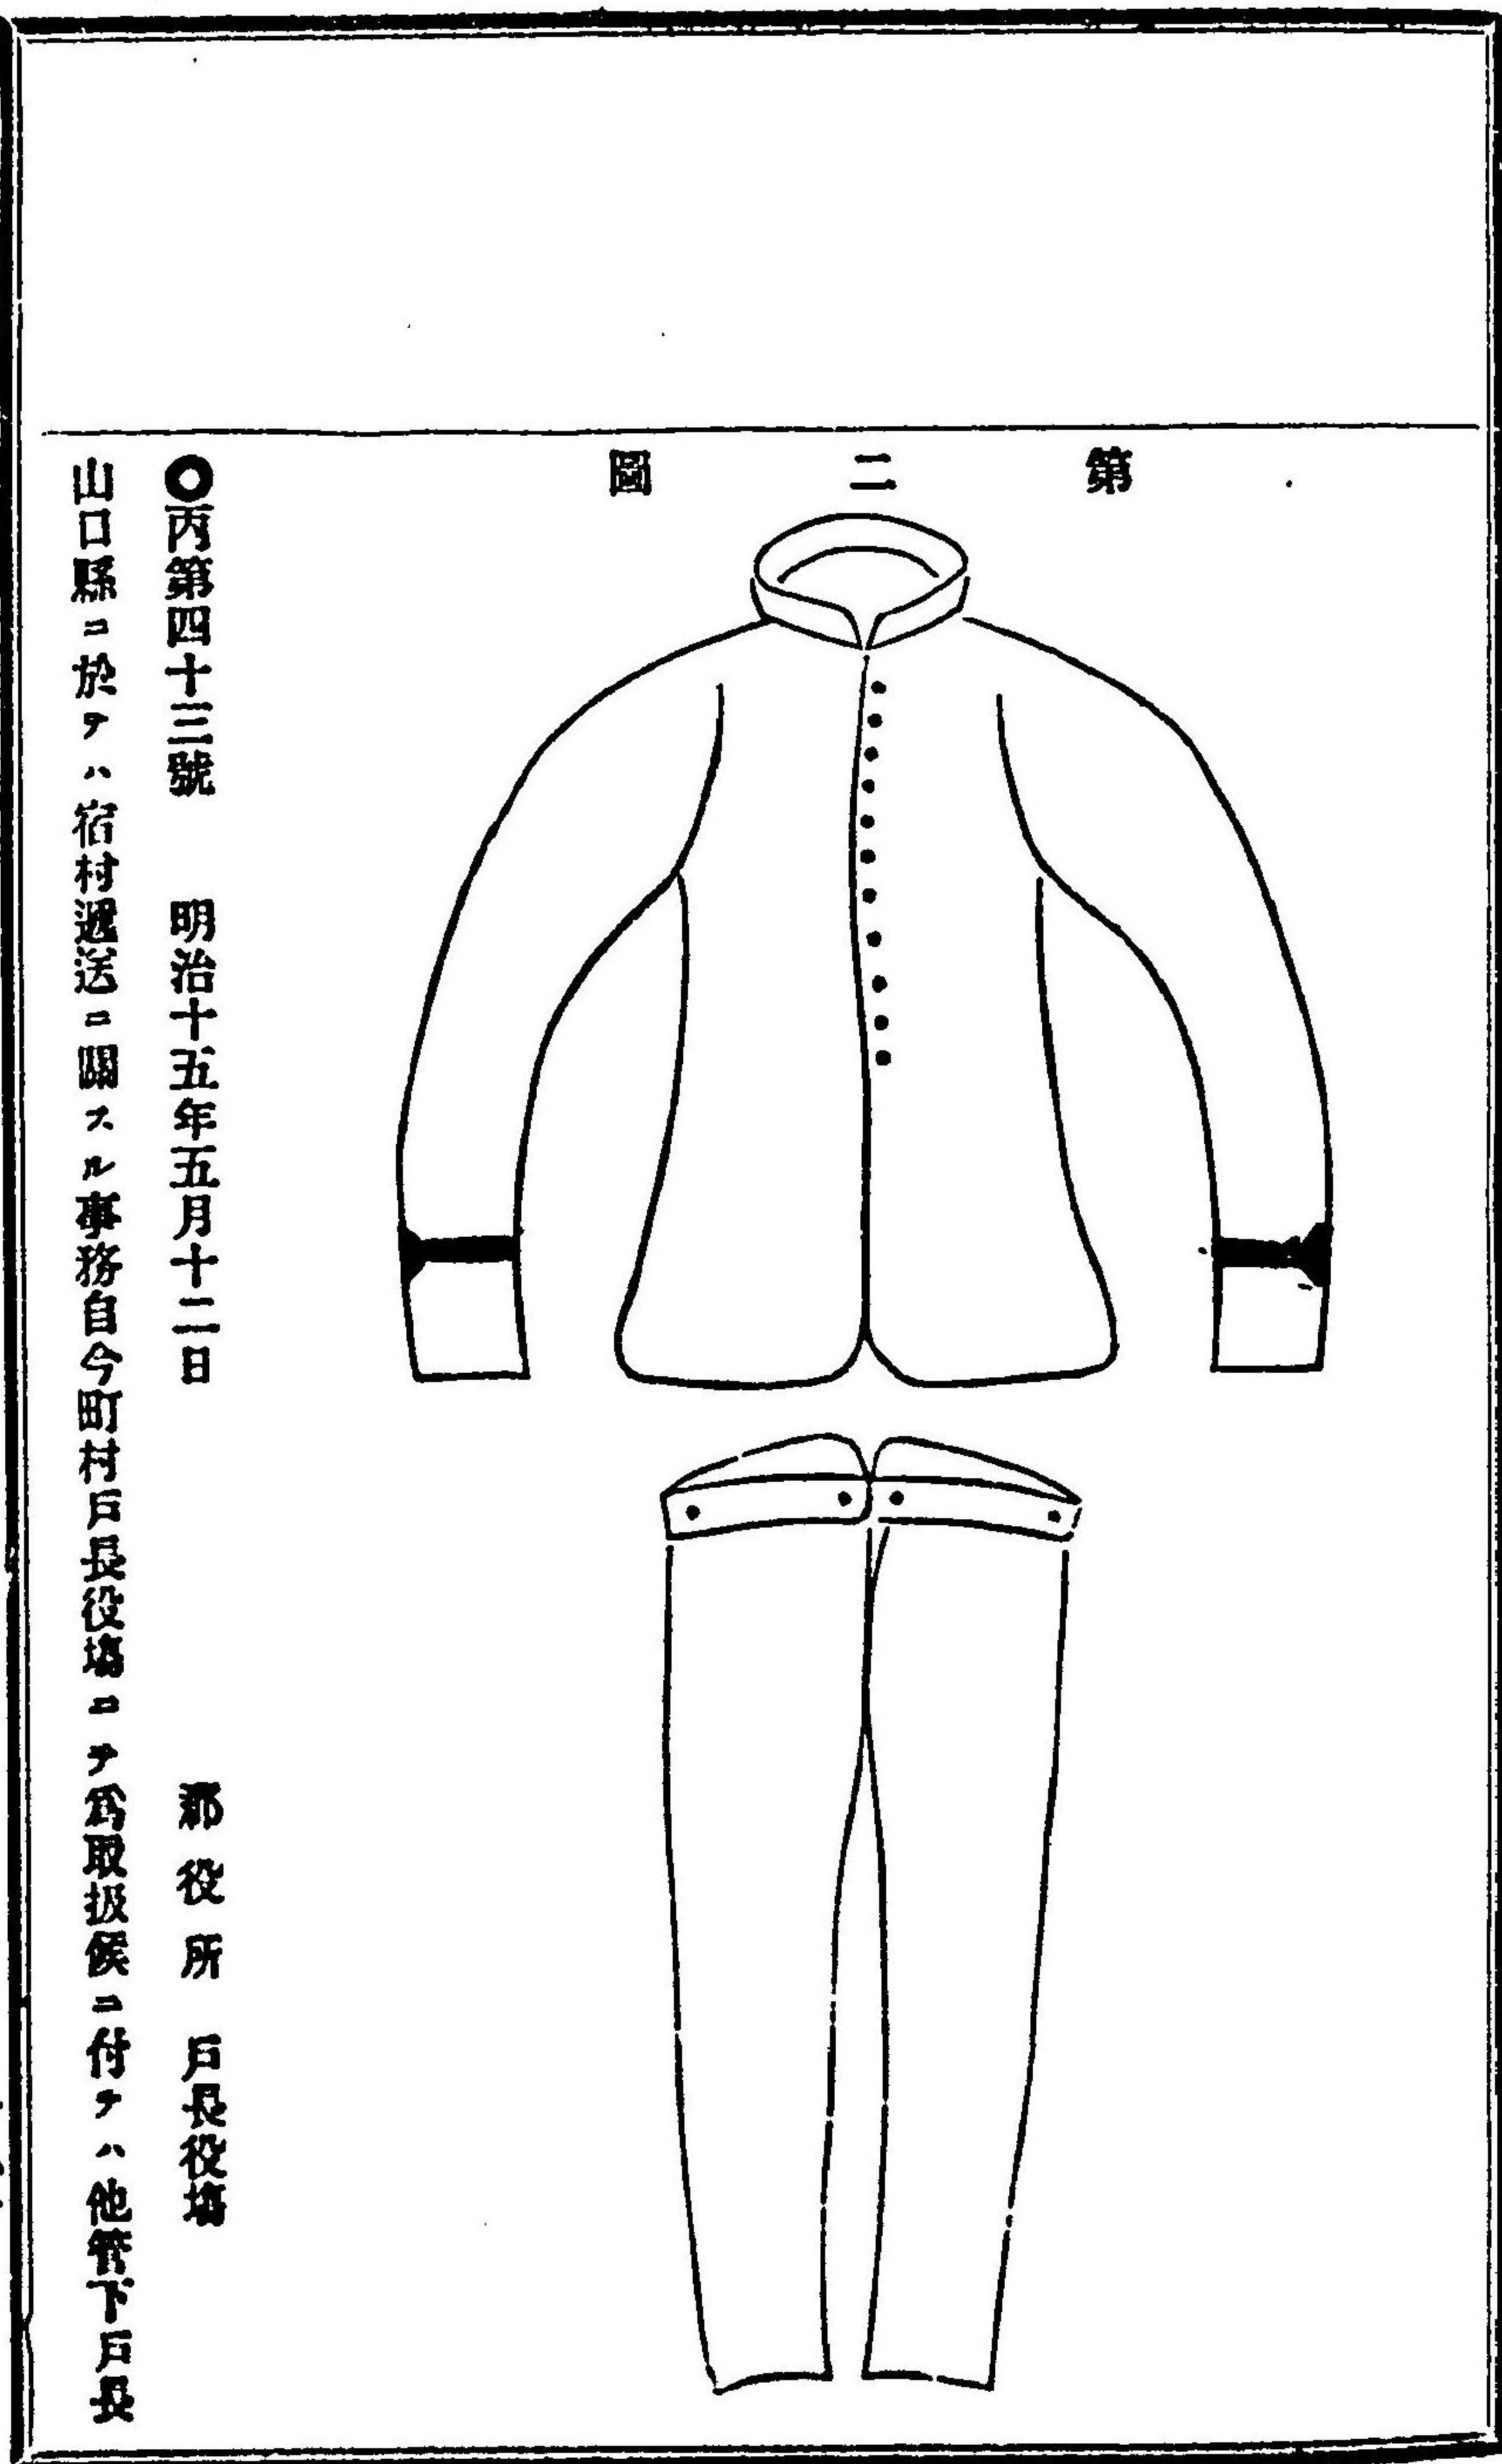 第二圖
◯丙第四十三號 明治十五年五月十二日 郡役所 戶長役塲
山口縣ニ於テハ宿村遞送ニ關スル事務自今町村戶長役塲ニテ爲取扱候ニ付テハ他管下戶長